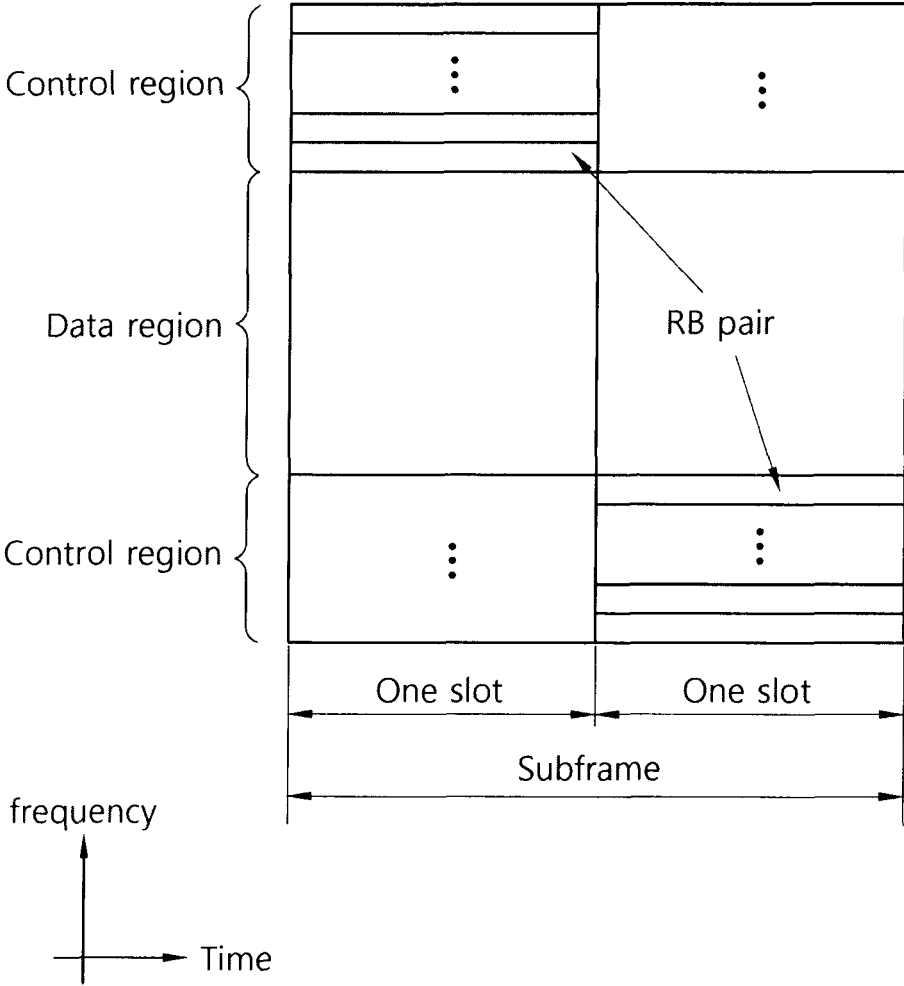 Control region
Data region
RB pair
Control region
One slot
One slot
Subframe
frequency
Time